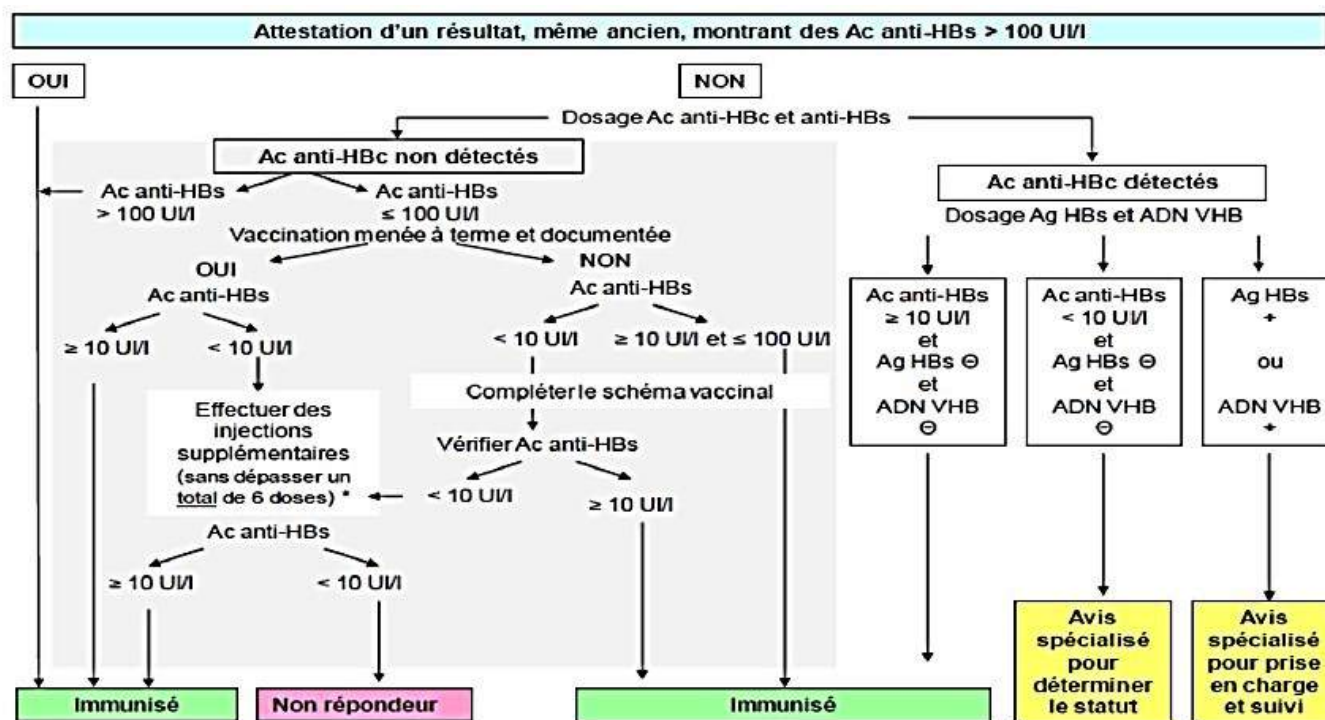 Attestation d'un résultat, même ancien, montrant des Ac anti-HBs > 100 UI/l
OUI
NON
Dosage Ac anti-HBc et anti-HBs
Ac anti-HBc non détectés
Ac anti-HBs
> 100 UI/l
Ac anti-HBs
≤ 100 UI/l
Vaccination menée à terme et documentée
OUI
Ac anti-HBs
≥ 10 UI/l
< 10 UI/l
Effectuer des
injections
supplémentaires
(sans dépasser un
total de 6 doses) *
Ac anti-HBs
≥ 10 UI/l
< 10 UI/l
NON
Ac anti-HBs
< 10 UI/l
≥ 10 UI/l et ≤ 100 UI/l
Compléter le schéma vaccinal
Vérifier Ac anti-HBs
< 10 UI/l
≥ 10 UI/l
Ac anti-HBc détectés
Dosage Ag HBs et ADN VHB
Ac anti-HBs
≥ 10 UI/l
et
Ag HBs ⊖
et
ADN VHB
⊖
Ac anti-HBs
< 10 UI/l
et
Ag HBs ⊖
et
ADN VHB
⊖
Ag HBs
+
ou
ADN VHB
+
Immunisé
Non répondeur
Immunisé
Avis
spécialisé
pour
déterminer
le statut
Avis
spécialisé
pour prise
en charge
et suivi